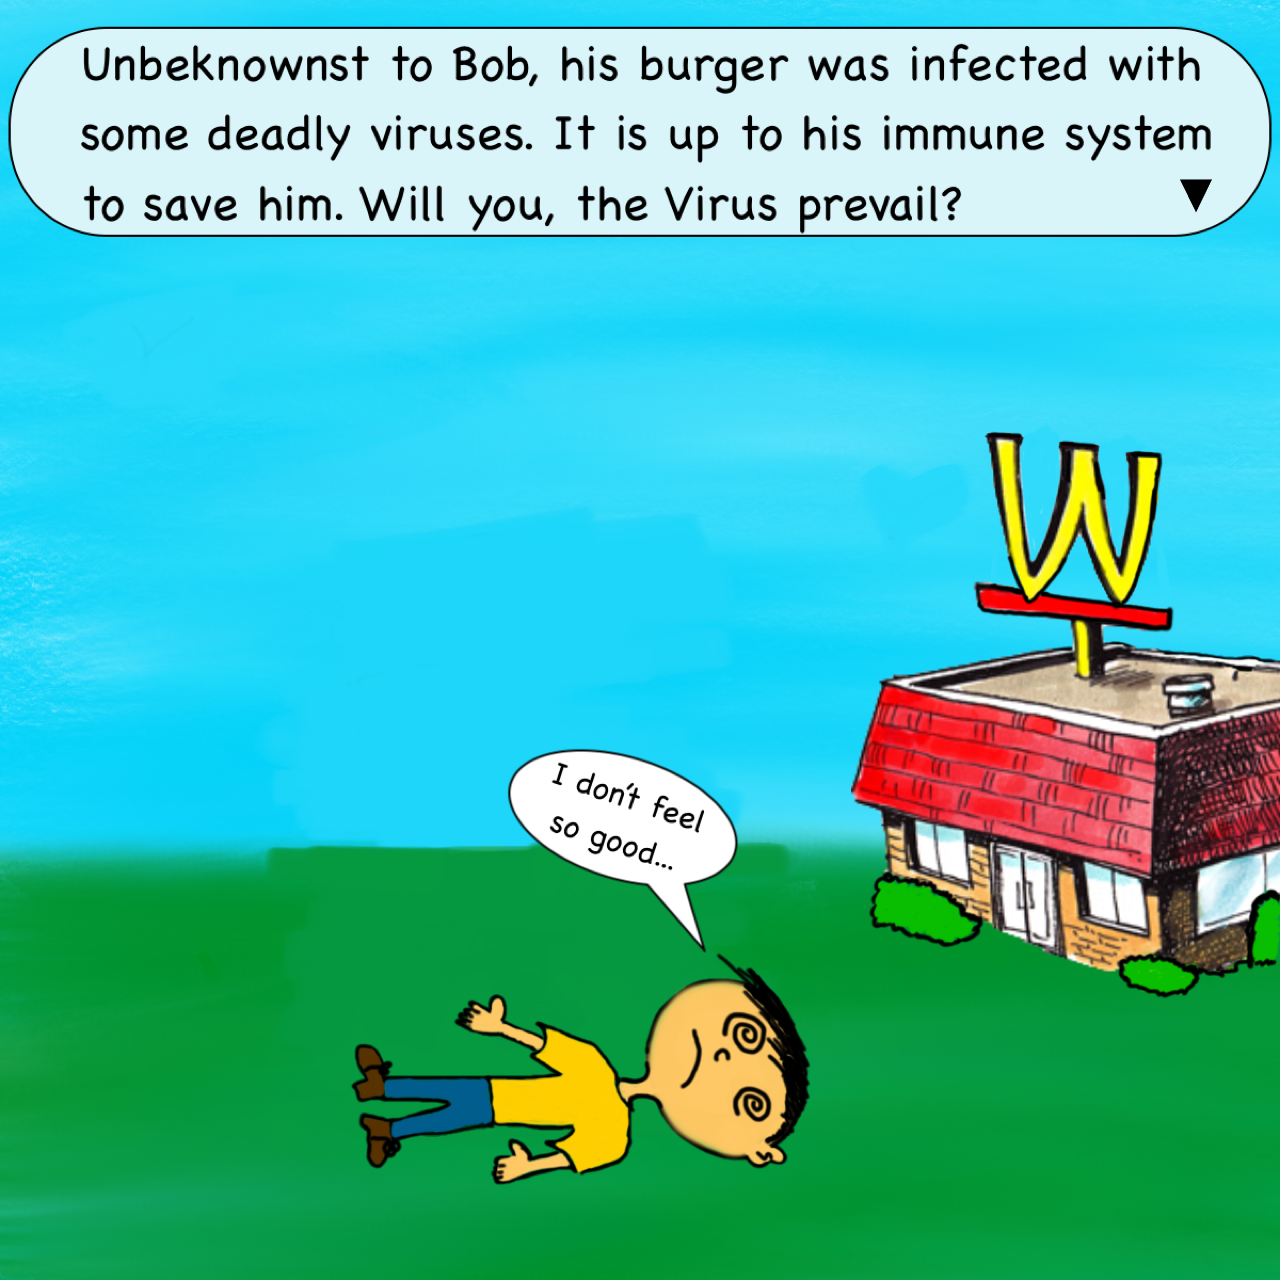 Unbeknownst to Bob, his burger was infected with
some deadly viruses. It is up to his immune system
to save him. Will you, the Virus prevail?
W
I don't feel
so good...